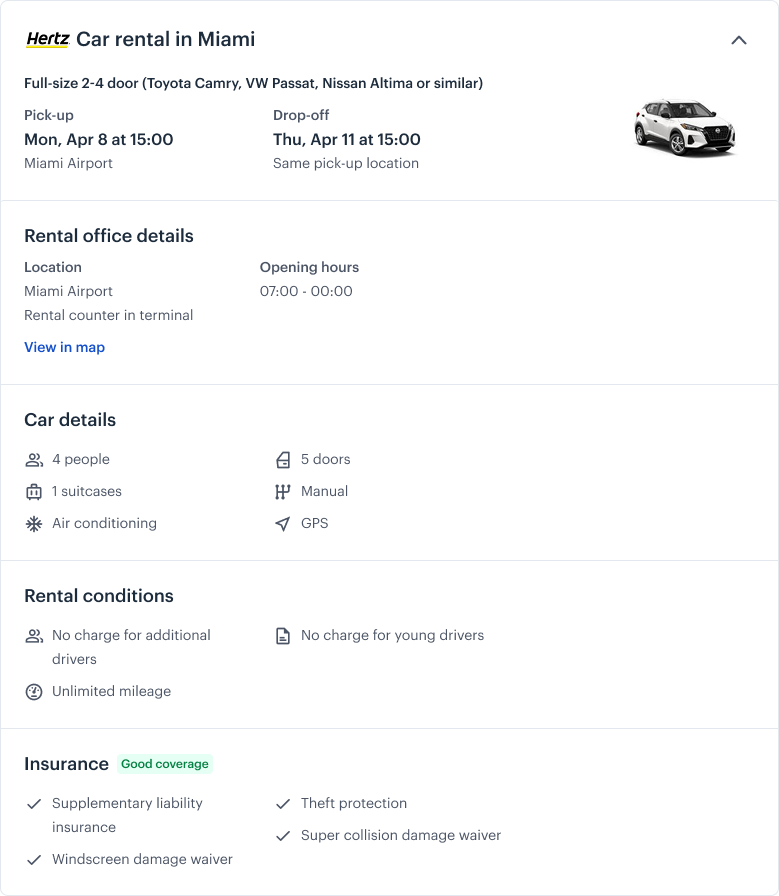 Hertz Car rental in Miami
Full-size 2-4 door (Toyota Camry, VW Passat, Nissan Altima or similar)
Pick-up
Mon, Apr 8 at 15:00
Miami Airport
Drop-off
Thu, Apr 11 at 15:00
Same pick-up location
Rental office details
Location
Miami Airport
Rental counter in terminal
View in map
Opening hours
07:00 - 00:00
Car details
4 people
5 doors
1 suitcases
Manual
Air conditioning
GPS
Rental conditions
No charge for additional
drivers
No charge for young drivers
Unlimited mileage
Insurance Good coverage
Supplementary liability
insurance
Theft protection
Super collision damage waiver
Windscreen damage waiver